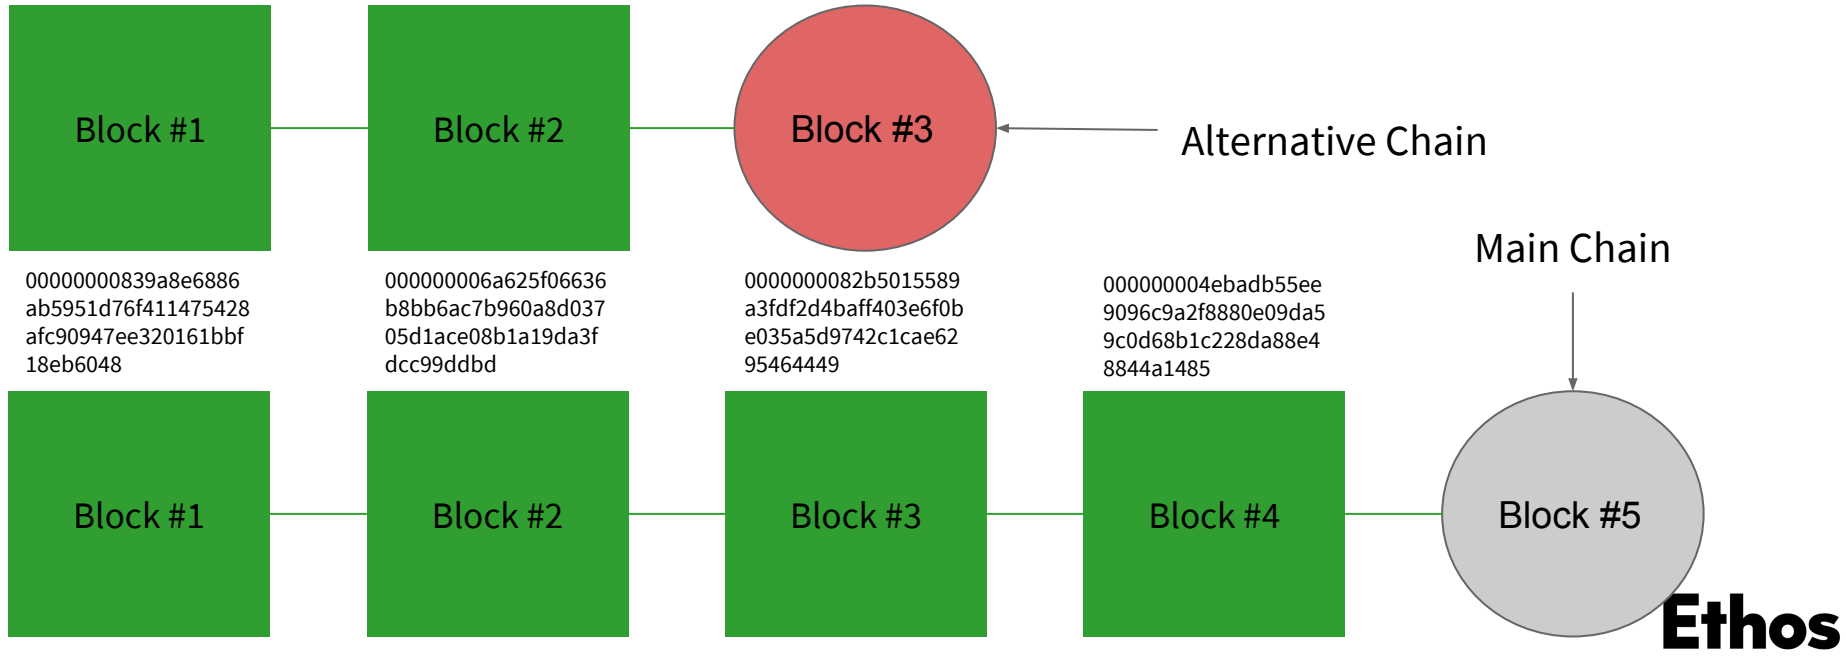 Block #1
Block #2
Block #3
Alternative Chain
Main Chain
00000000839a8e6886
ab5951d76f411475428
afc90947ee320161bbf
18eb6048
000000006a625f06636
b8bb6ac7b960a8d037
05d1ace08b1a19da3f
dcc99ddbd
0000000082b5015589
a3fdf2d4baff403e6f0b
e035a5d9742c1cae62
95464449
000000004ebadb55ee
9096c9a2f8880e09da5
9c0d68b1c228da88e4
8844a1485
Block #1
Block #2
Block #3
Block #4
Block #5
Ethos